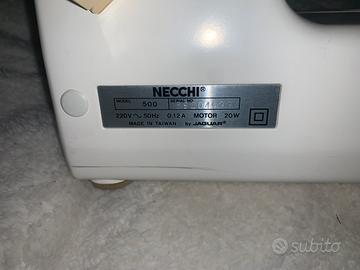 NECCHI®
MODEL 500 SERIAL NO.
220V ~ 50Hz 0.12A MOTOR 20W
MADE IN TAIWAN by JAGUAR®
subito